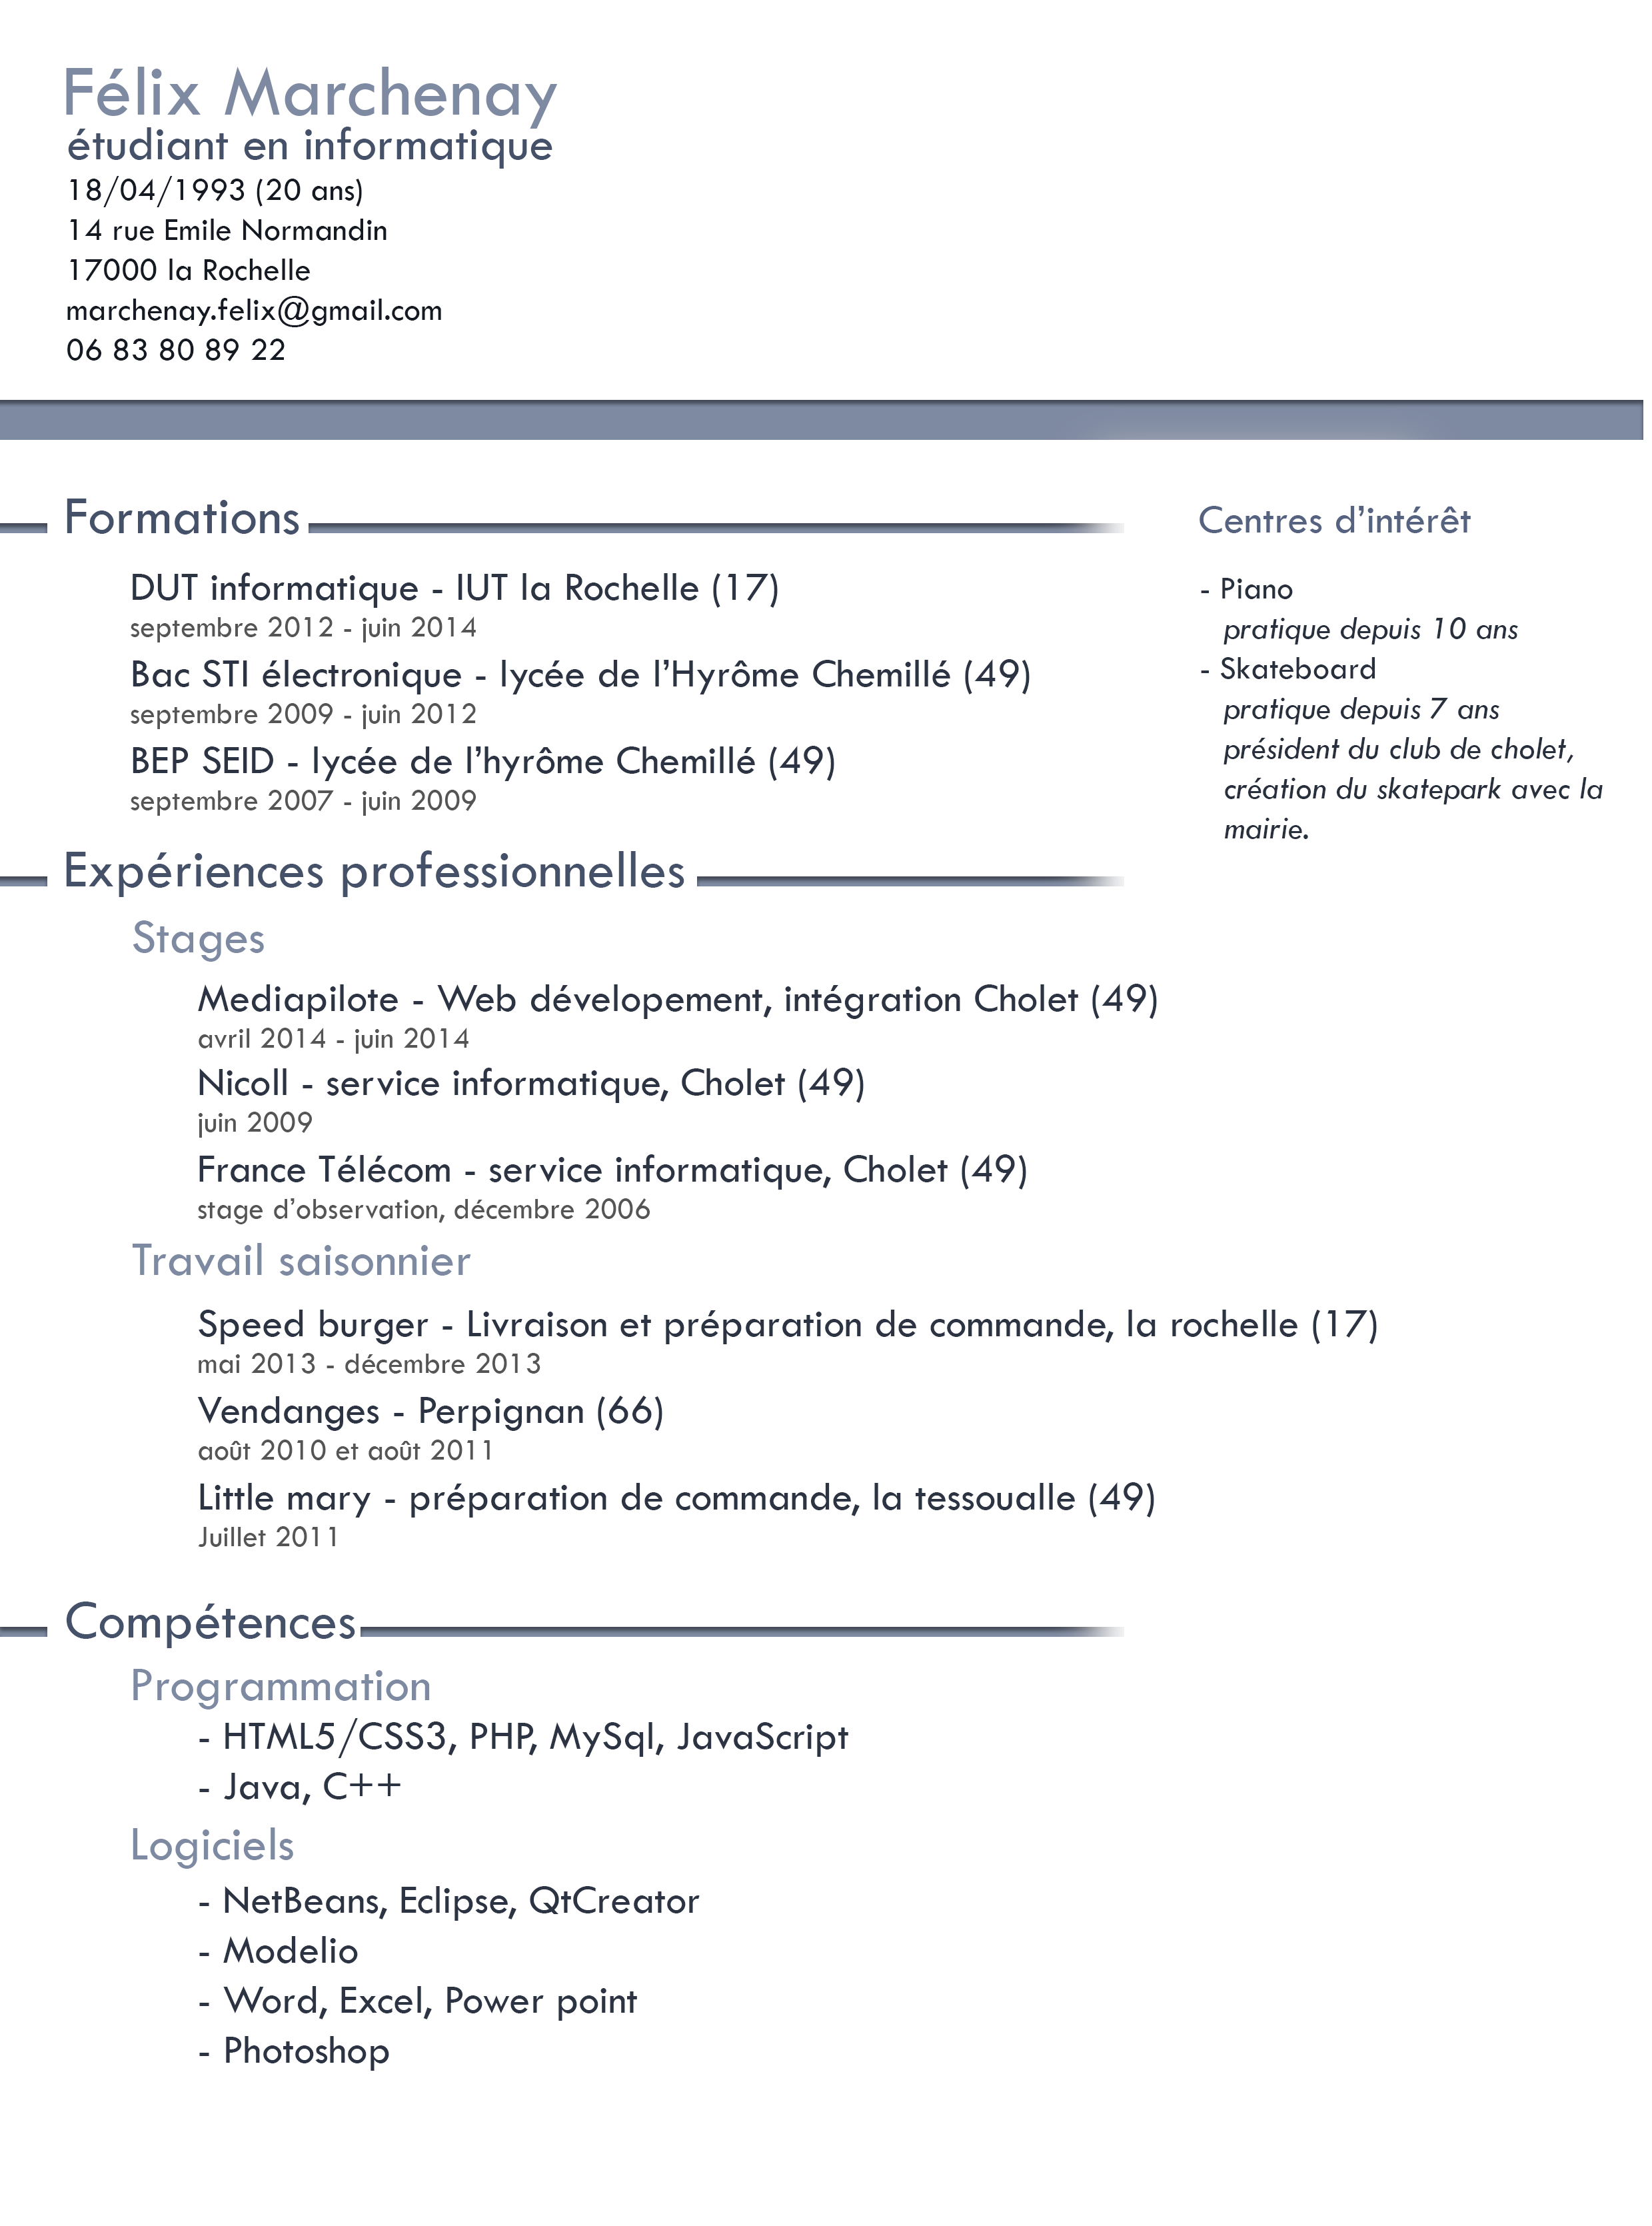 Félix Marchenay
étudiant en informatique
18/04/1993 (20 ans)
14 rue Emile Normandin
17000 la Rochelle
marchenay.felix@gmail.com
06 83 80 89 22
Formations
DUT informatique - IUT la Rochelle (17)
septembre 2012 - juin 2014
Bac STI électronique - lycée de l'Hyrôme Chemillé (49)
septembre 2009 - juin 2012
BEP SEID - lycée de l'hyrôme Chemillé (49)
septembre 2007 - juin 2009
Centres d'intérêt
- Piano
pratique depuis 10 ans
- Skateboard
pratique depuis 7 ans
président du club de cholet,
création du skatepark avec la
mairie.
Expériences professionnelles
Stages
Mediapilote - Web dévelopement, intégration Cholet (49)
avril 2014 - juin 2014
Nicoll - service informatique, Cholet (49)
juin 2009
France Télécom - service informatique, Cholet (49)
stage d'observation, décembre 2006
Travail saisonnier
Speed burger - Livraison et préparation de commande, la rochelle (17)
mai 2013 - décembre 2013
Vendanges - Perpignan (66)
août 2010 et août 2011
Little mary - préparation de commande, la tessoualle (49)
Juillet 2011
Compétences
Programmation
- HTML5/CSS3, PHP, MySql, JavaScript
- Java, C++
Logiciels
- NetBeans, Eclipse, QtCreator
- Modelio
- Word, Excel, Power point
- Photoshop